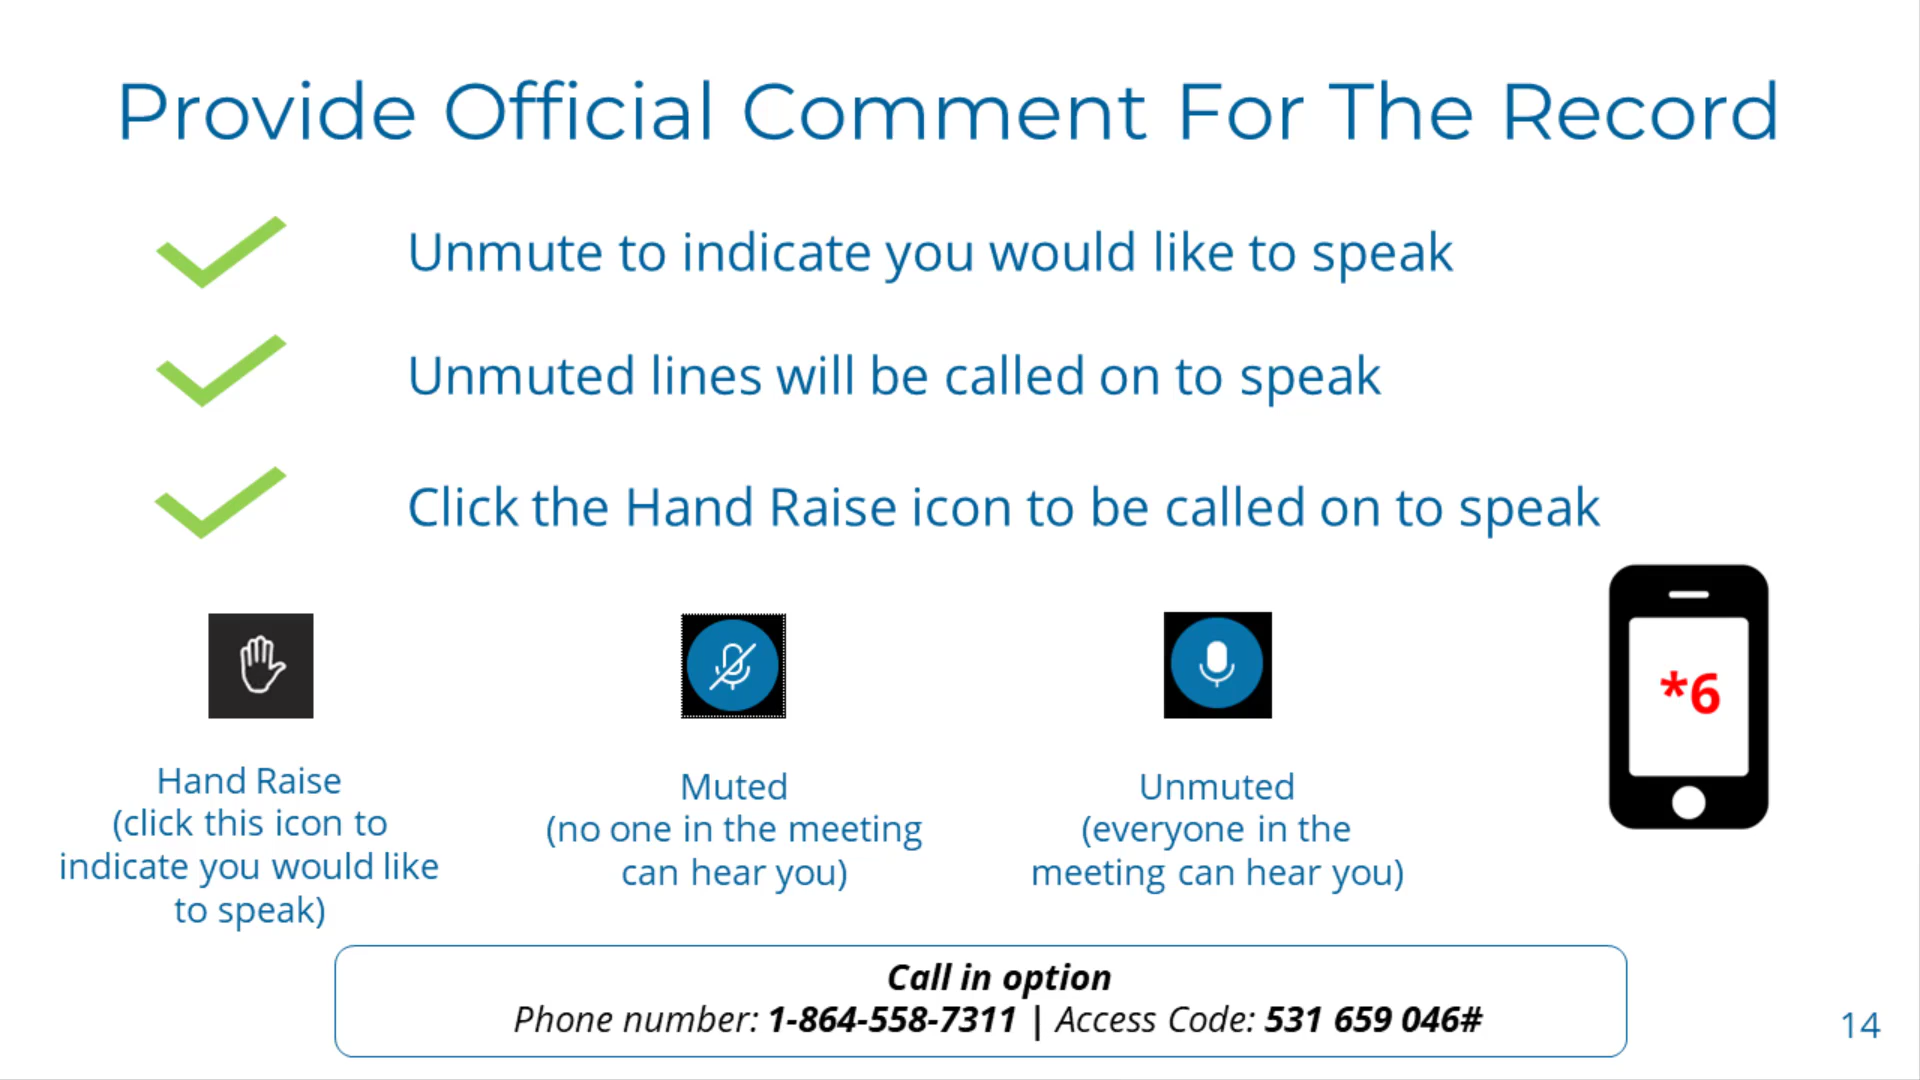 Provide Official Comment For The Record
Unmute to indicate you would like to speak
Unmuted lines will be called on to speak
Click the Hand Raise icon to be called on to speak
Hand Raise
(click this icon to
indicate you would like
to speak)
Muted
(no one in the meeting
can hear you)
Unmuted
(everyone in the
meeting can hear you)
*6
Call in option
Phone number: 1-864-558-7311 | Access Code: 531 659 046#
14